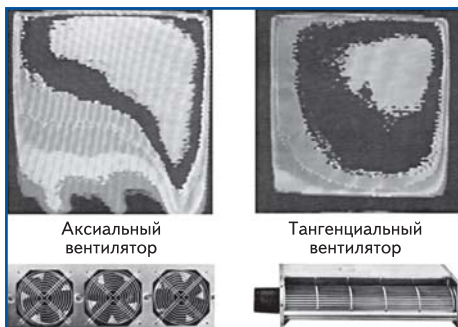 Аксиальный
вентилятор
Тангенциальный
вентилятор